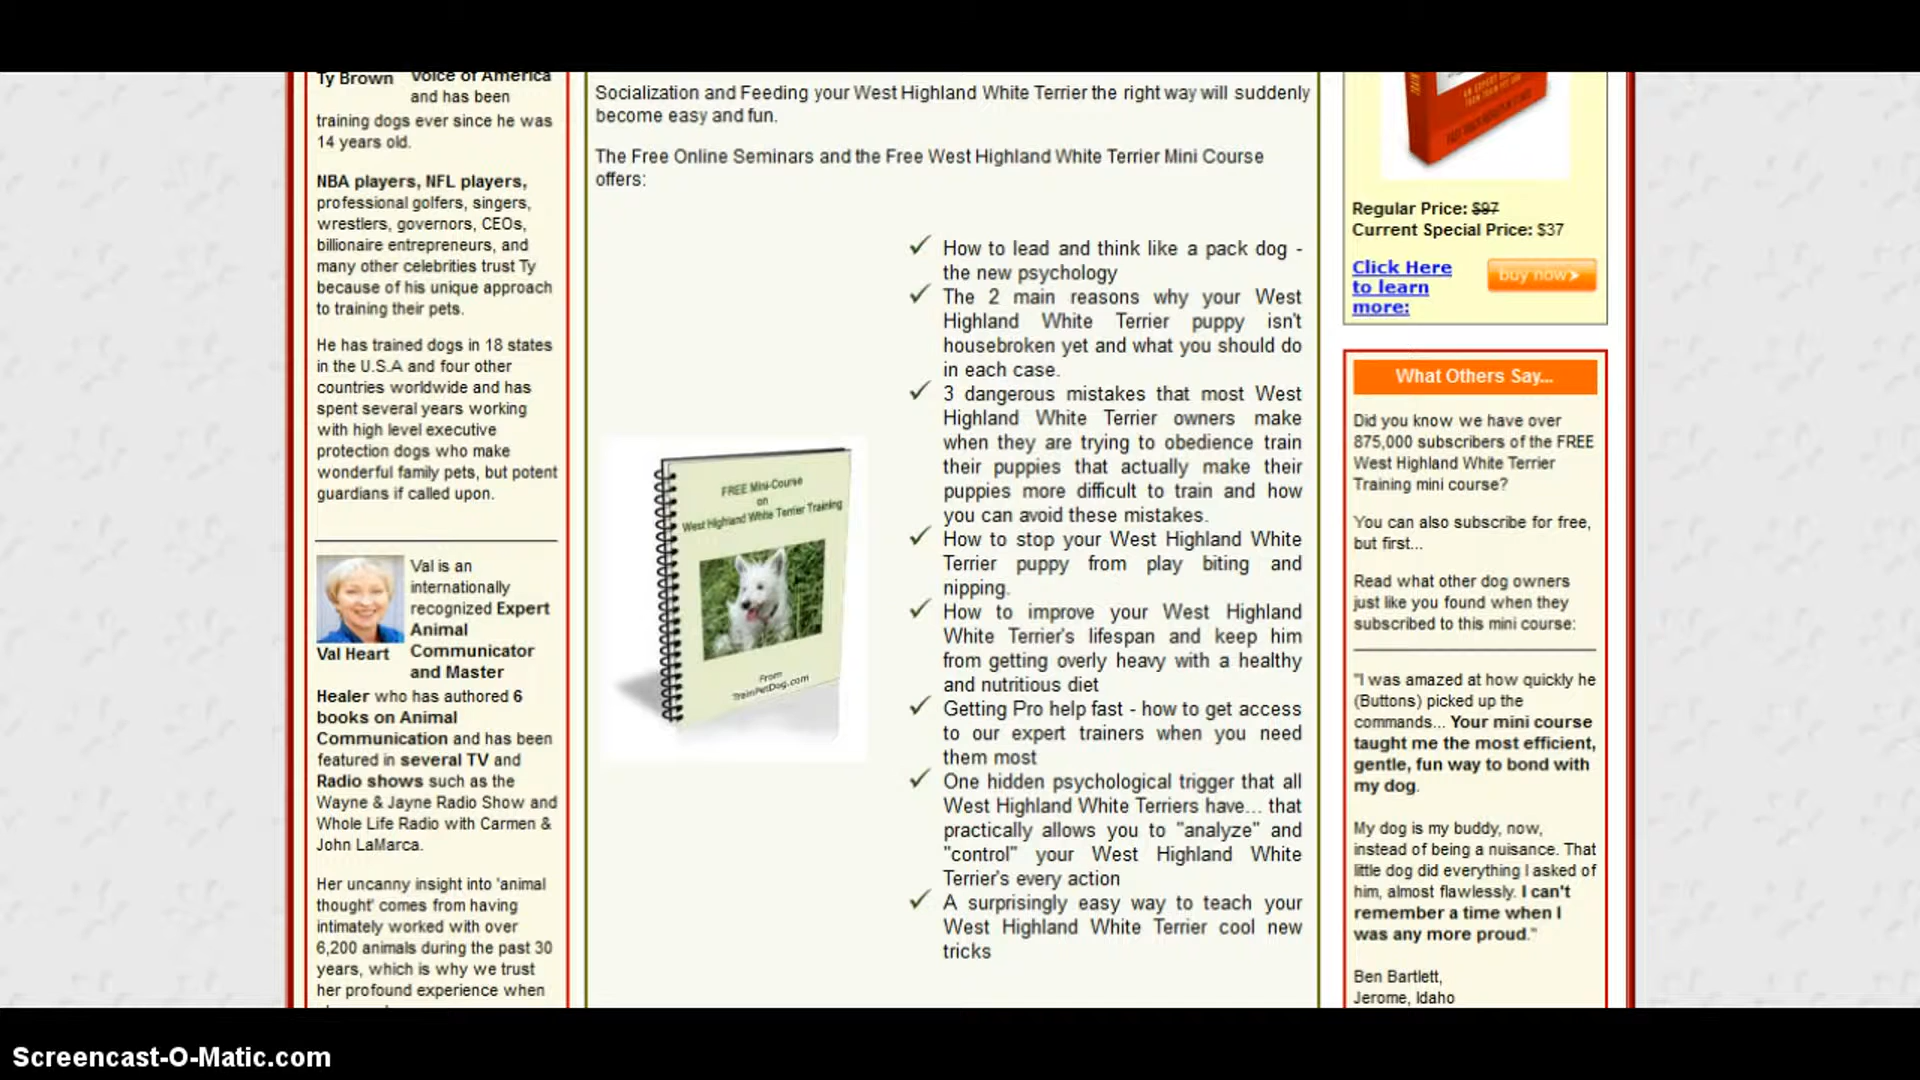 Ty Brown
Voice of America
and has been
training dogs ever since he was
14 years old.
NBA players, NFL players,
professional golfers, singers,
wrestlers, governors, CEOs,
billionaire entrepreneurs, and
many other celebrities trust Ty
because of his unique approach
to training their pets.
He has trained dogs in 18 states
in the U.S.A and four other
countries worldwide and has
spent several years working
with high level executive
protection dogs who make
wonderful family pets, but potent
guardians if called upon.
Val is an
internationally
recognized Expert
Animal
Communicator
and Master
Val Heart
Healer who has authored 6
books on Animal
Communication and has been
featured in several TV and
Radio shows such as the
Wayne & Jayne Radio Show and
Whole Life Radio with Carmen &
John LaMarca.
Her uncanny insight into 'animal
thought' comes from having
intimately worked with over
6,200 animals during the past 30
years, which is why we trust
her profound experience when
Socialization and Feeding your West Highland White Terrier the right way will suddenly
become easy and fun.
The Free Online Seminars and the Free West Highland White Terrier Mini Course
offers:
FREE Mini-Course
on
West Highland White Terrier Training
From
TrainPetDog.com
How to lead and think like a pack dog -
the new psychology
The 2 main reasons why your West
Highland White Terrier puppy isn't
housebroken yet and what you should do
in each case.
3 dangerous mistakes that most West
Highland White Terrier owners make
when they are trying to obedience train
their puppies that actually make their
puppies more difficult to train and how
you can avoid these mistakes.
How to stop your West Highland White
Terrier puppy from play biting and
nipping.
How to improve your West Highland
White Terrier's lifespan and keep him
from getting overly heavy with a healthy
and nutritious diet
Getting Pro help fast - how to get access
to our expert trainers when you need
them most
One hidden psychological trigger that all
West Highland White Terriers have... that
practically allows you to "analyze" and
"control" your West Highland White
Terrier's every action
A surprisingly easy way to teach your
West Highland White Terrier cool new
tricks
Regular Price: $97
Current Special Price: $37
Click Here
to learn
more:
buy now>
What Others Say...
Did you know we have over
875,000 subscribers of the FREE
West Highland White Terrier
Training mini course?
You can also subscribe for free,
but first...
Read what other dog owners
just like you found when they
subscribed to this mini course:
"I was amazed at how quickly he
(Buttons) picked up the
commands... Your mini course
taught me the most efficient,
gentle, fun way to bond with
my dog.
My dog is my buddy, now,
instead of being a nuisance. That
little dog did everything I asked of
him, almost flawlessly. I can't
remember a time when I
was any more proud."
Ben Bartlett,
Jerome, Idaho
Screencast-O-Matic.com